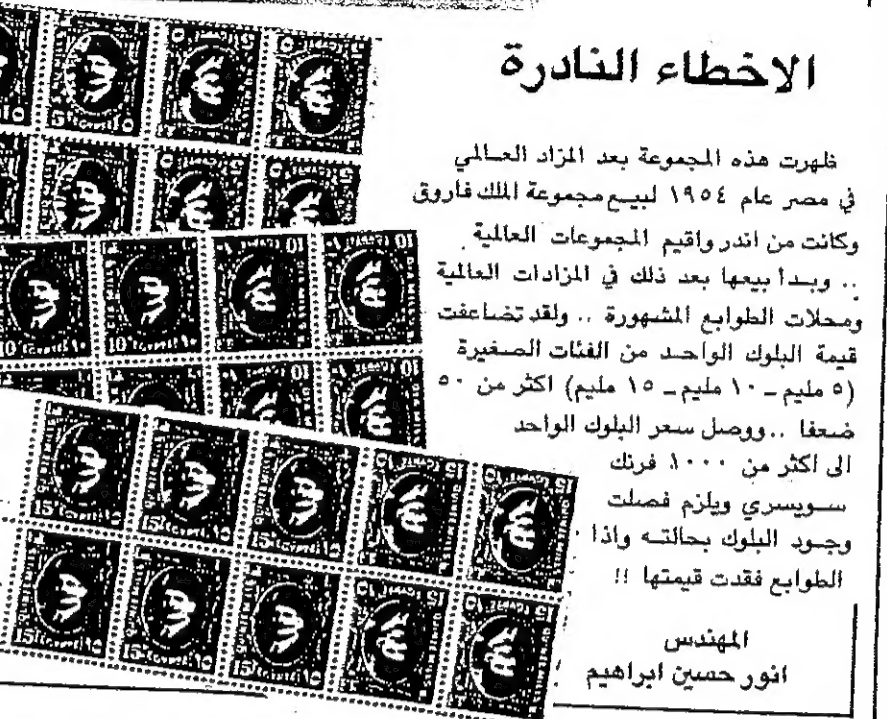 الاخطاء النادرة
ظهرت هذه المجموعة بعد المزاد العالمي
في مصر عام ١٩٥٤ لبيع مجموعة الملك فاروق
وكانت من اندر واقيم المجموعات العالمية
.. وبدأ بيعها بعد ذلك في المزادات العالمية
ومحلات الطوابع المشهورة .. ولقد تضاعفت
قيمة البلوك الواحد من الفئات الصغيرة
(٥ مليم – ١٠ مليم – ١٥ مليم) اكثر من ٥٠
ضعفا .. ووصل سعر البلوك الواحد
الى اكثر من ١٠٠٠ فرنك
سويسري ويلزم فصلت
وجود البلوك بحالته واذا
الطوابع فقدت قيمتها !!
المهندس
انور حسين ابراهيم